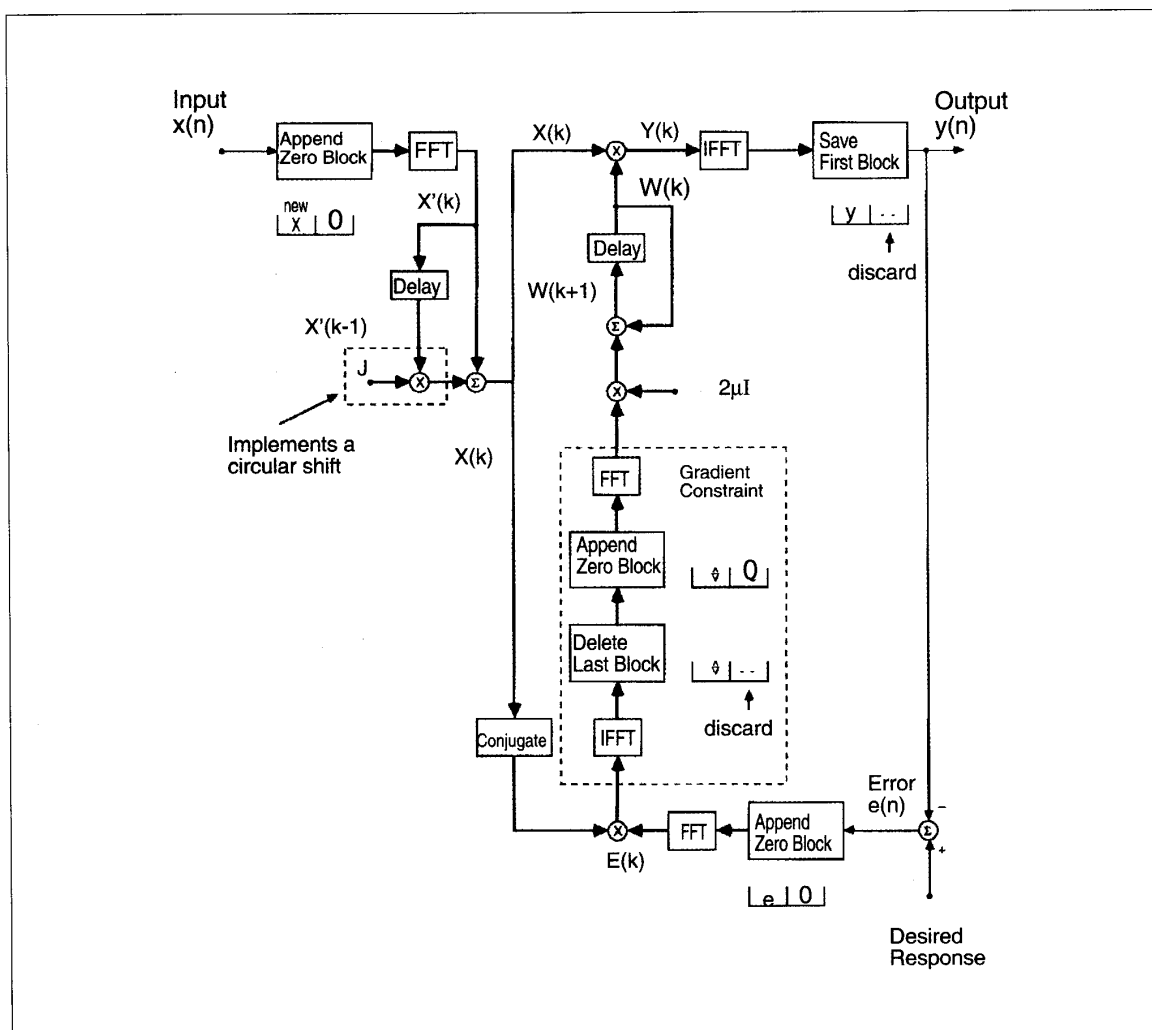 Input
x(n)
Append
Zero Block
FFT
new
x 0
X'(k)
Delay
X'(k-1)
J
X
Σ
Implements a
circular shift
X(k)
X(k)
X
Y(k)
IFFT
Save
First Block
Output
y(n)
y - -
discard
W(k)
Delay
W(k+1)
Σ
X
2μI
Gradient
Constraint
FFT
Append
Zero Block
Delete
Last Block
- -
discard
IFFT
Conjugate
X
E(k)
FFT
Append
Zero Block
e 0
Error
e(n)
−
Σ
+
Desired
Response